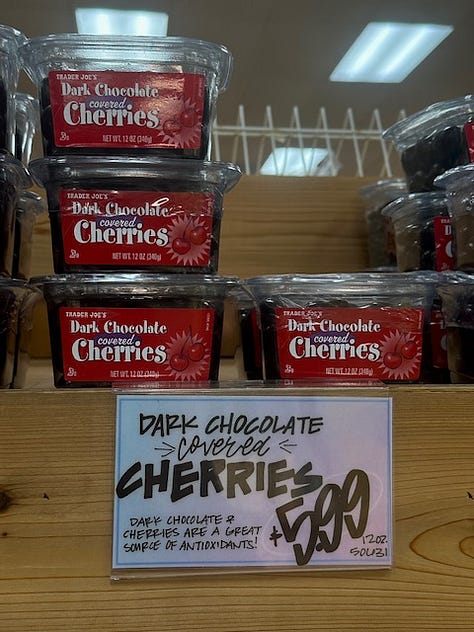 TRADER JOE'S
Dark Chocolate
covered
Cherries
NET WT. 12 OZ (340g)
TRADER JOE'S
Dark Chocolate
covered
Cherries
NET WT. 12 OZ (340g)
TRADER JOE'S
Dark Chocolate
covered
Cherries
NET WT. 12 OZ (340g)
TRADER JOE'S
Dark Chocolate
covered
Cherries
NET WT. 12 OZ (340g)
DARK CHOCOLATE
covered
CHERRIES
DARK CHOCOLATE &
CHERRIES ARE A GREAT
SOURCE OF ANTIOXIDANTS!
$5.99
12OZ